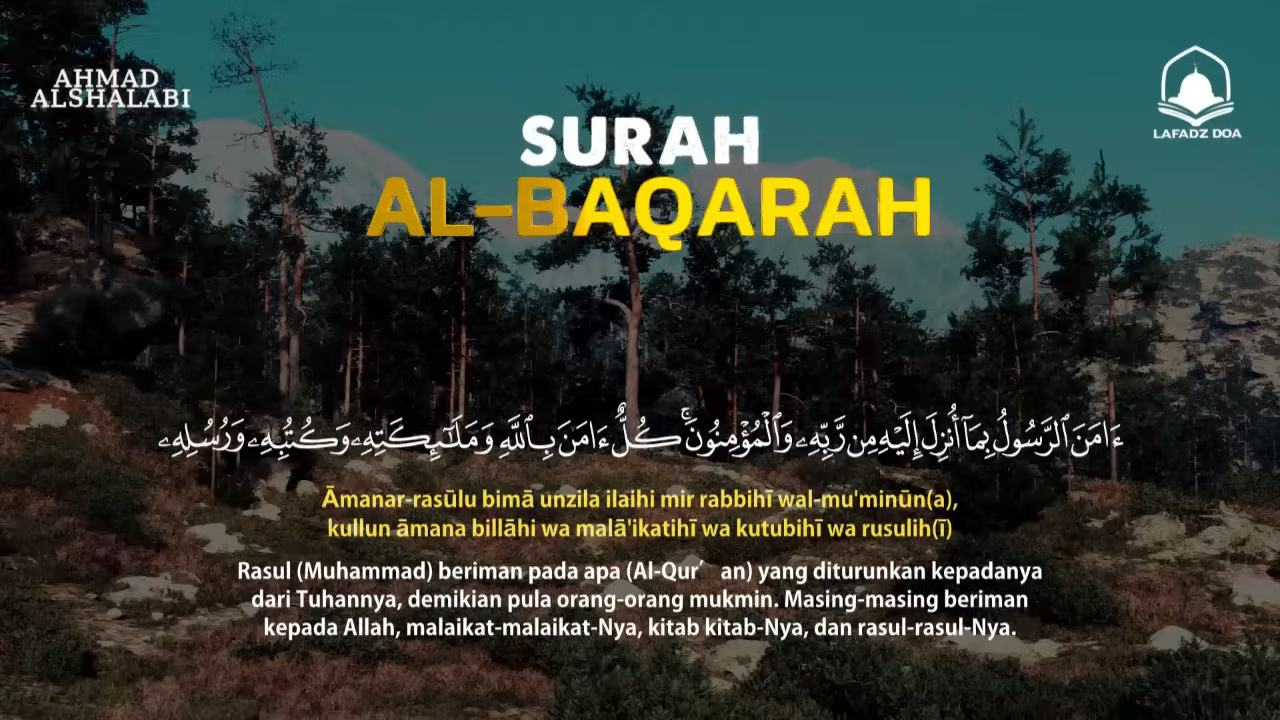 AHMAD
ALSHALABI
LAFADZ DOA
SURAH
AL-BAQARAH
ءَامَنَ ٱلرَّسُولُ بِمَآ أُنزِلَ إِلَيْهِ مِن رَّبِّهِۦ وَٱلْمُؤْمِنُونَ ۚ كُلٌّ ءَامَنَ بِٱللَّهِ وَمَلَـٰٓئِكَتِهِۦ وَكُتُبِهِۦ وَرُسُلِهِۦ
Āmanar-rasūlu bimā unzila ilaihi mir rabbihī wal-mu'minūn(a),
kullun āmana billāhi wa malā'ikatihī wa kutubihī wa rusulih(ī)
Rasul (Muhammad) beriman pada apa (Al-Qur′an) yang diturunkan kepadanya
dari Tuhannya, demikian pula orang-orang mukmin. Masing-masing beriman
kepada Allah, malaikat-malaikat-Nya, kitab kitab-Nya, dan rasul-rasul-Nya.